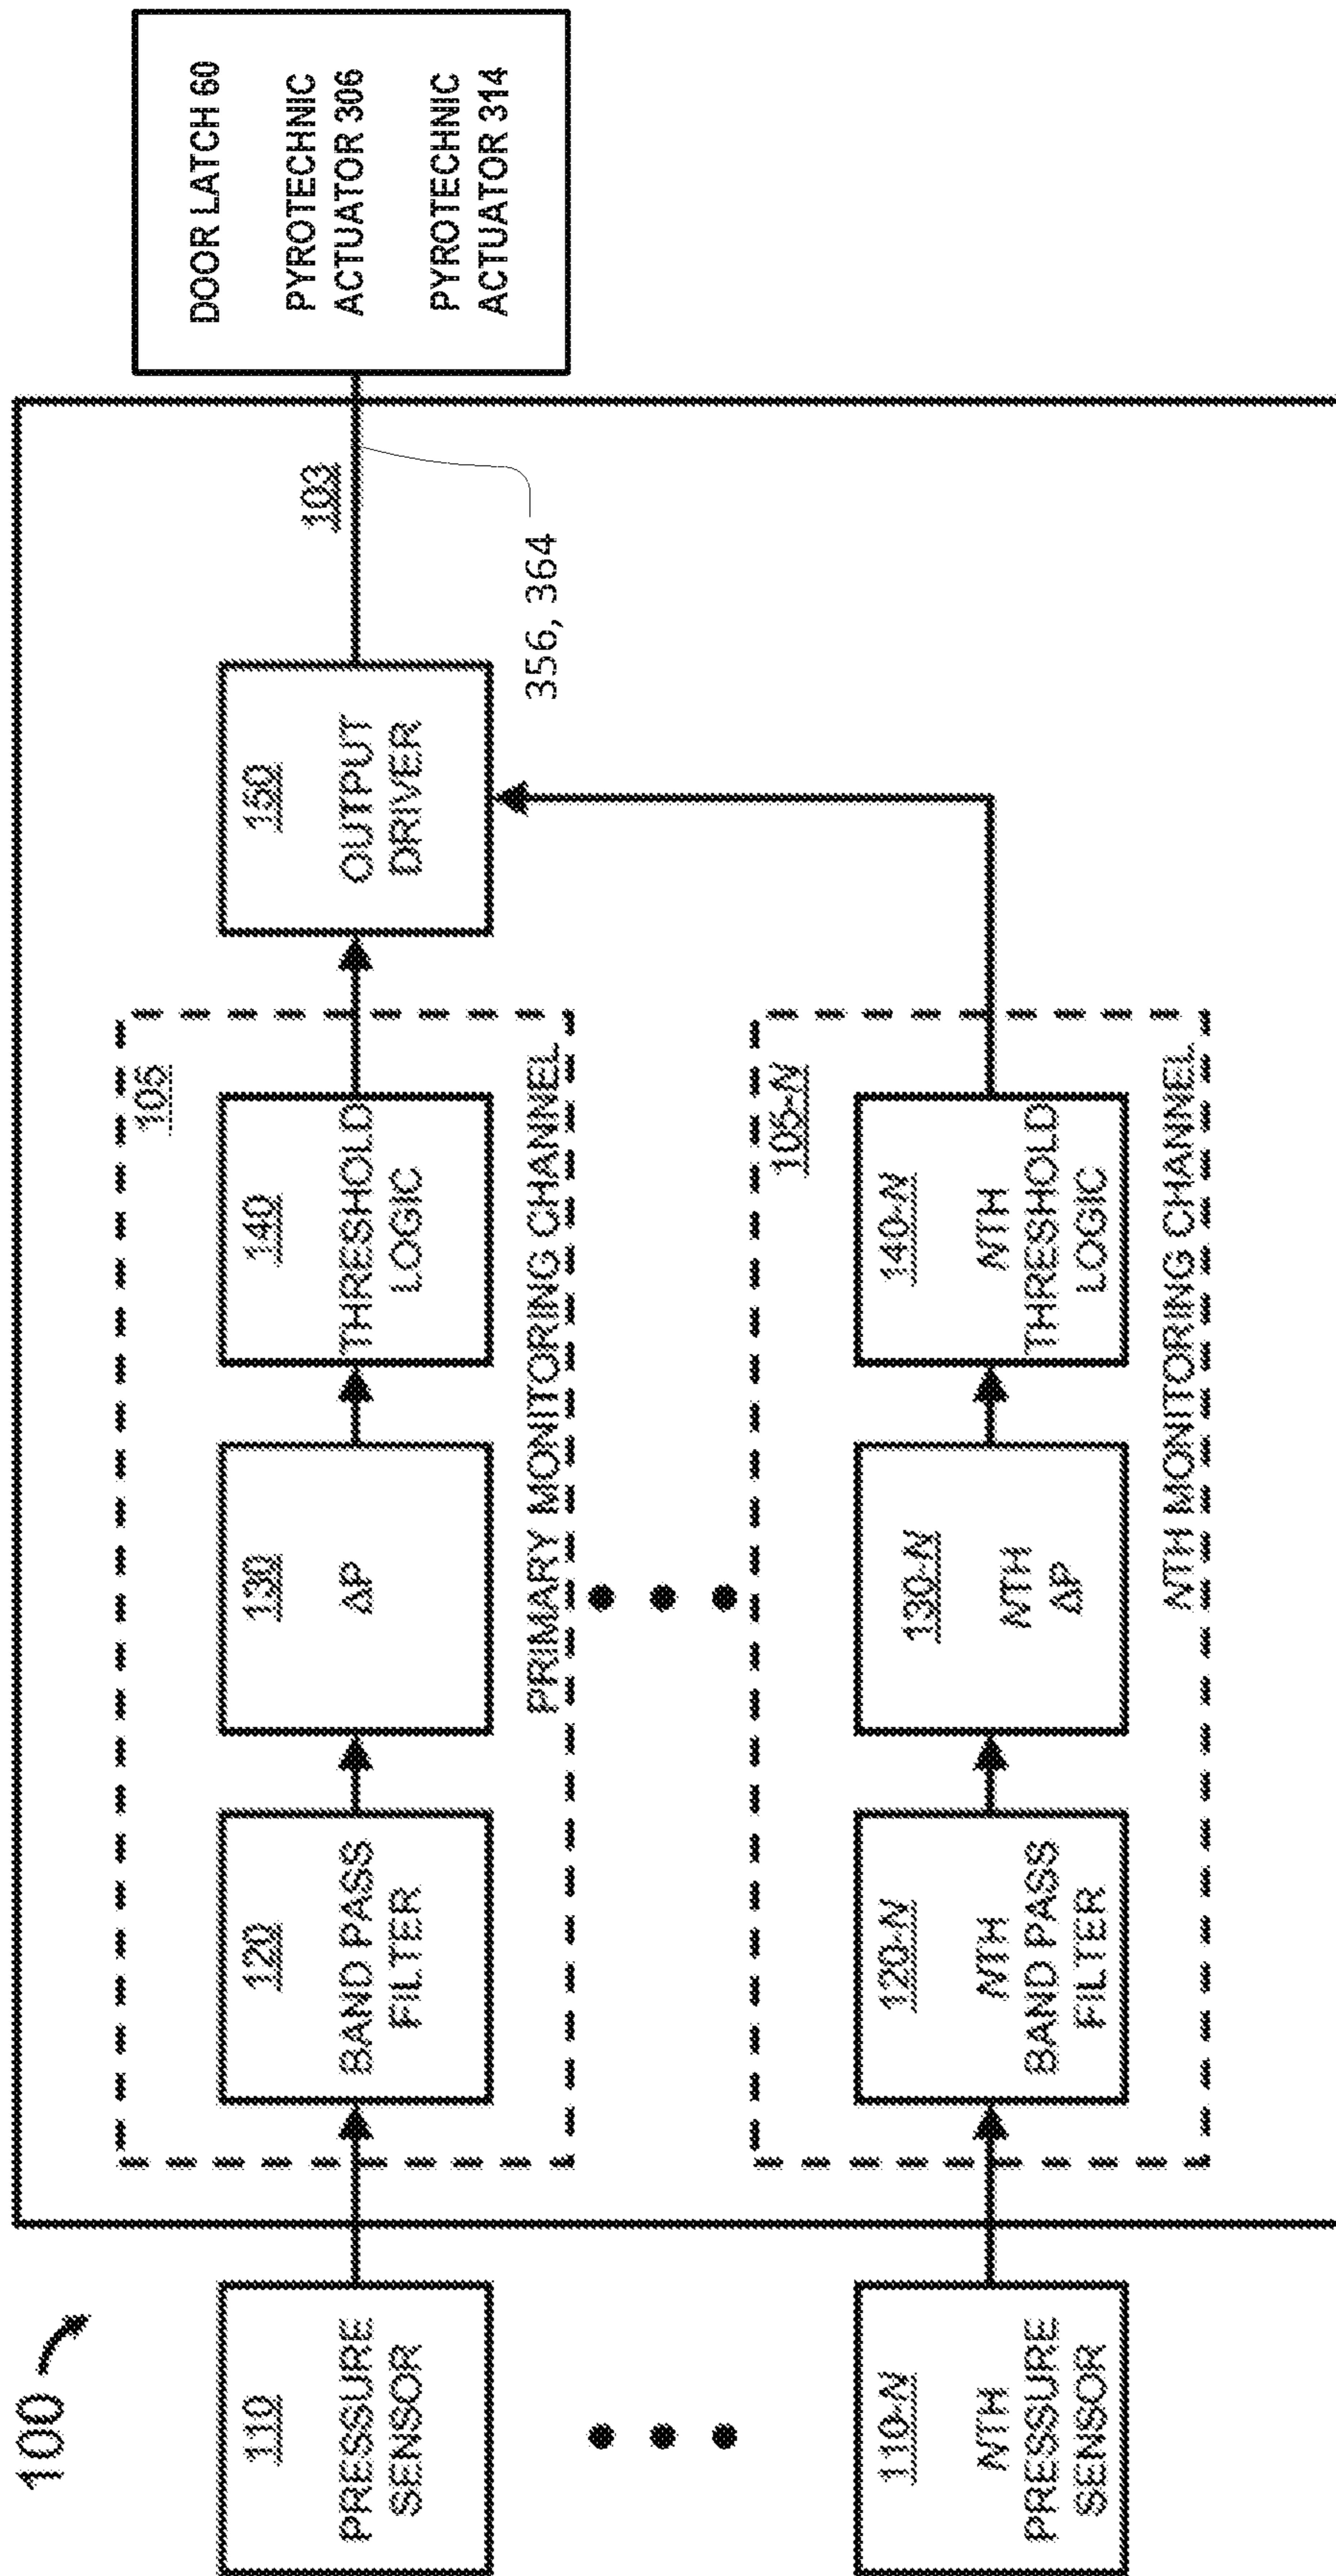 100
110
PRESSURE
SENSOR
105
120
BAND PASS
FILTER
130
ΔP
140
THRESHOLD
LOGIC
PRIMARY MONITORING CHANNEL
150
OUTPUT
DRIVER
103
356, 364
DOOR LATCH 60
PYROTECHNIC
ACTUATOR 306
PYROTECHNIC
ACTUATOR 314
110-N
NTH
PRESSURE
SENSOR
105-N
120-N
NTH
BAND PASS
FILTER
130-N
NTH
ΔP
140-N
NTH
THRESHOLD
LOGIC
NTH MONITORING CHANNEL